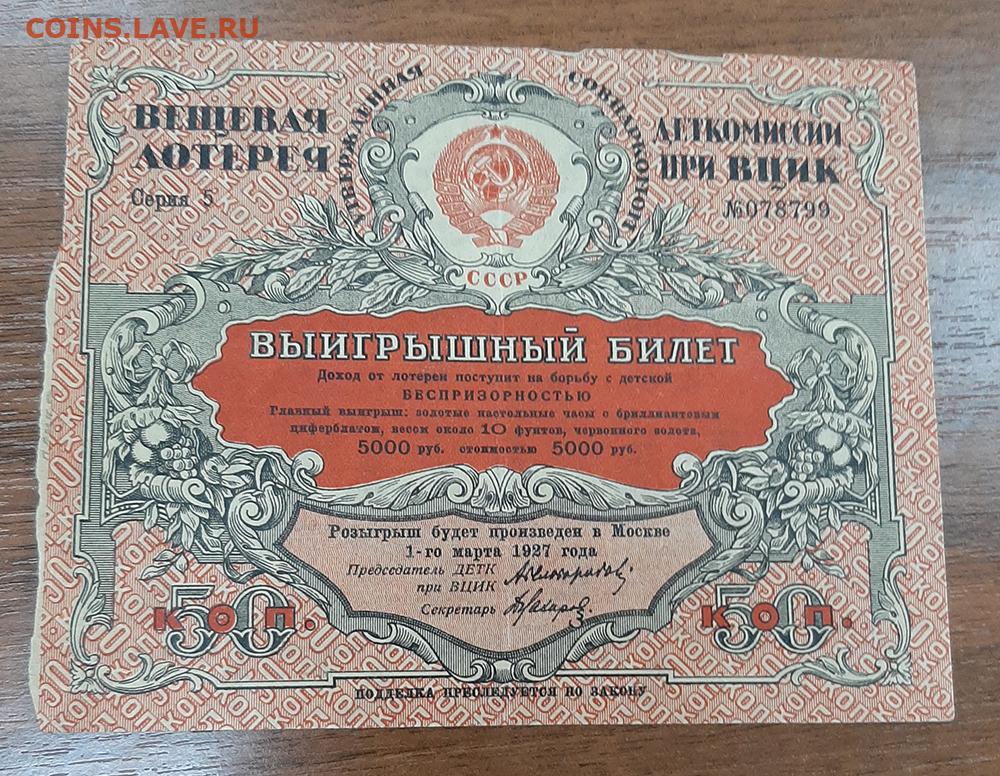 COINS.LAVE.RU
ВЕЩЕВАЯ
ЛОТЕРЕЯ
Серия 5
УТВЕРЖДЕННАЯ
СОВНАРКОМОМ
ДЕТКОМИССИИ
ПРИ ВЦИК
№078799
СССР
ВЫИГРЫШНЫЙ БИЛЕТ
Доход от лотереи поступит на борьбу с детской
БЕСПРИЗОРНОСТЬЮ
Главный выигрыш: золотые настольные часы с бриллиантовым
циферблатом, весом около 10 фунтов, червонного золота,
5000 руб. стоимостью 5000 руб.
Розыгрыш будет произведен в Москве
1-го марта 1927 года
Председатель ДЕТК
при ВЦИК
Секретарь
50 КОП.
50 КОП.
ПОДДЕЛКА ПРЕСЛЕДУЕТСЯ ПО ЗАКОНУ